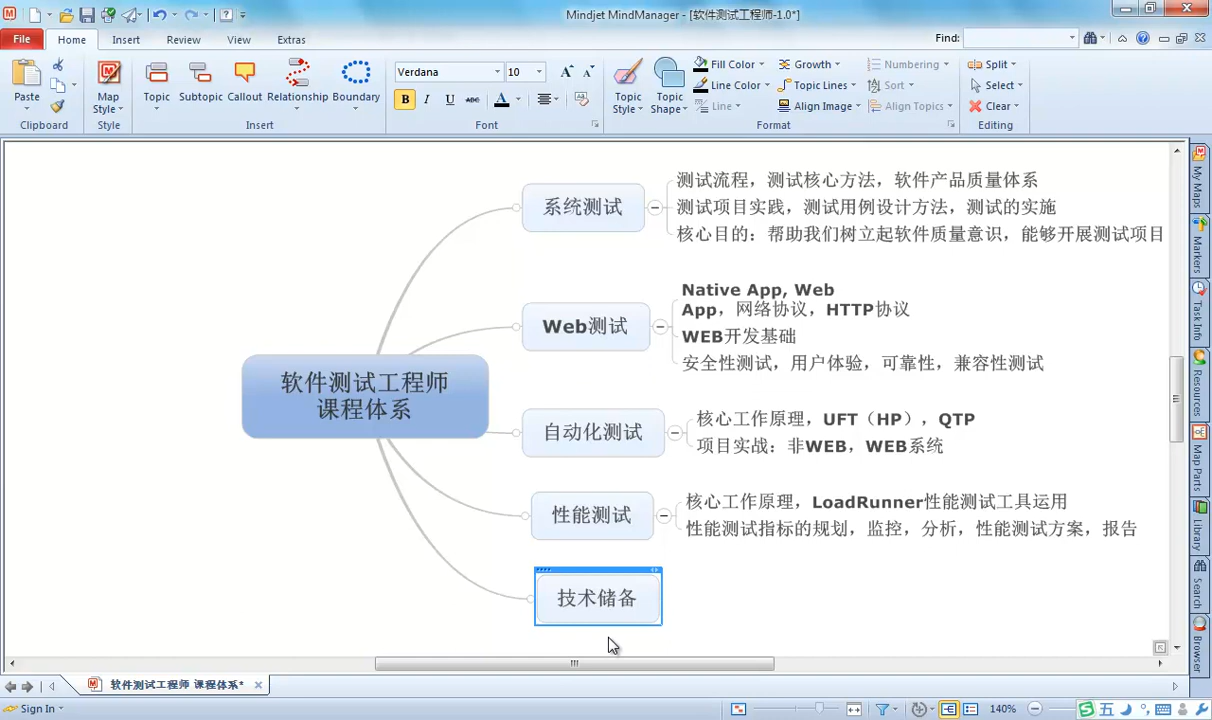 Mindjet MindManager - [软件测试工程师-1.0*]
File
Home
Insert
Review
View
Extras
Find:
Paste
Clipboard
Map
Style
Style
Topic
Subtopic
Callout
Relationship
Boundary
Insert
Verdana
10
B
I
U
abc
A
Font
Topic
Style
Topic
Shape
Fill Color
Line Color
Line
Growth
Topic Lines
Align Image
Numbering
Sort
Align Topics
Format
Split
Select
Clear
Editing
系统测试
测试流程，测试核心方法，软件产品质量体系
测试项目实践，测试用例设计方法，测试的实施
核心目的：帮助我们树立起软件质量意识，能够开展测试项目
Web测试
Native App, Web
App，网络协议，HTTP协议
WEB开发基础
安全性测试，用户体验，可靠性，兼容性测试
软件测试工程师
课程体系
自动化测试
核心工作原理，UFT（HP），QTP
项目实战：非WEB，WEB系统
性能测试
核心工作原理，LoadRunner性能测试工具运用
性能测试指标的规划，监控，分析，性能测试方案，报告
技术储备
My Maps
Markers
Task Info
Resources
Map Parts
Library
Search
Browser
软件测试工程师 课程体系*
Sign In
140%
五